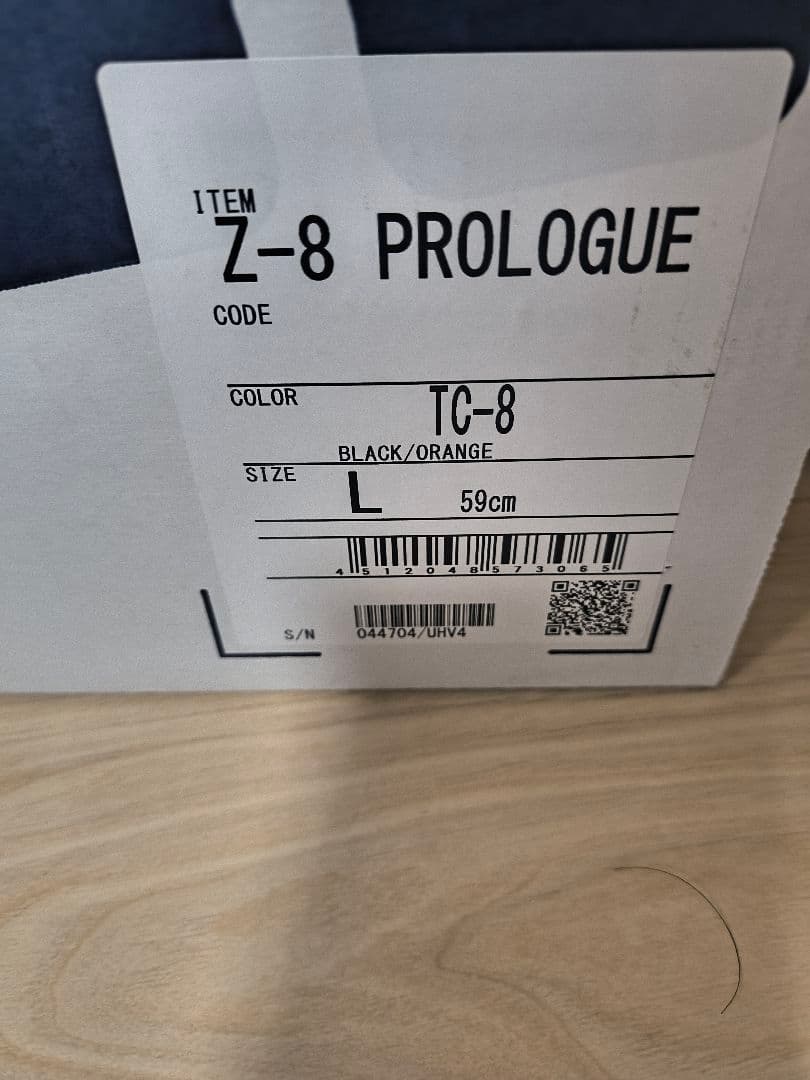 ITEM
Z-8 PROLOGUE
CODE
COLOR TC-8
BLACK/ORANGE
SIZE L 59cm
4512048573065
S/N 044704/UHV4